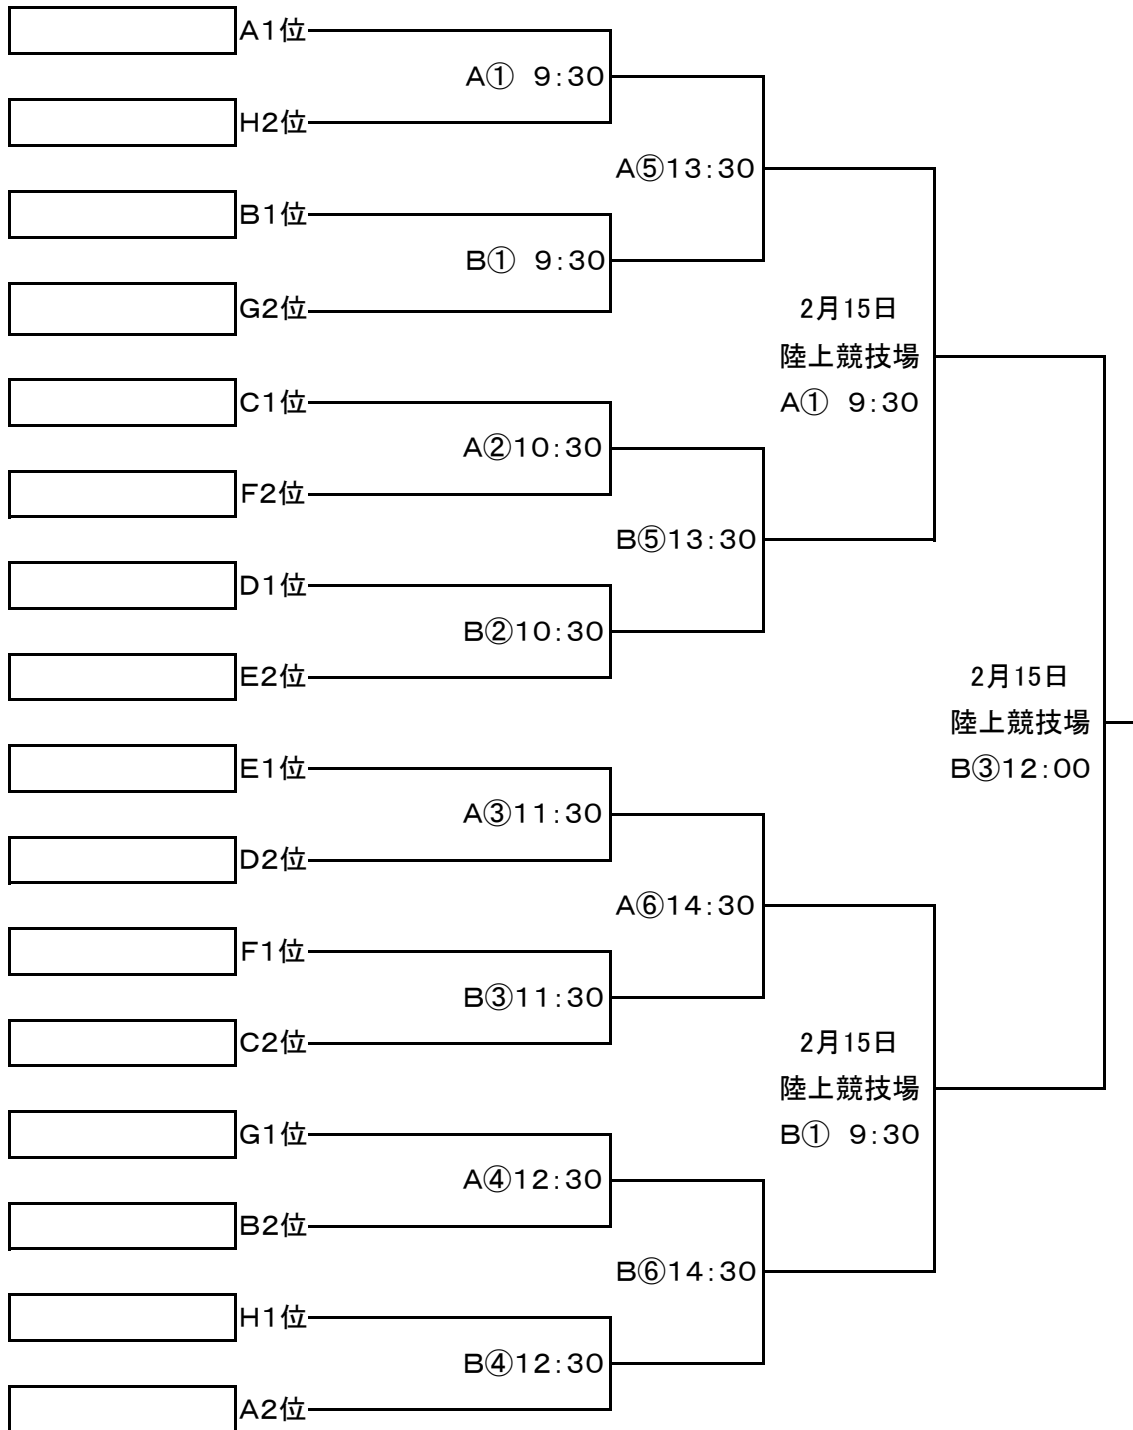 A1位
A① 9:30
H2位
A⑤13:30
B1位
B① 9:30
G2位
2月15日
陸上競技場
A① 9:30
C1位
A②10:30
F2位
B⑤13:30
D1位
B②10:30
E2位
2月15日
陸上競技場
B③12:00
E1位
A③11:30
D2位
A⑥14:30
F1位
B③11:30
C2位
2月15日
陸上競技場
B① 9:30
G1位
A④12:30
B2位
B⑥14:30
H1位
B④12:30
A2位